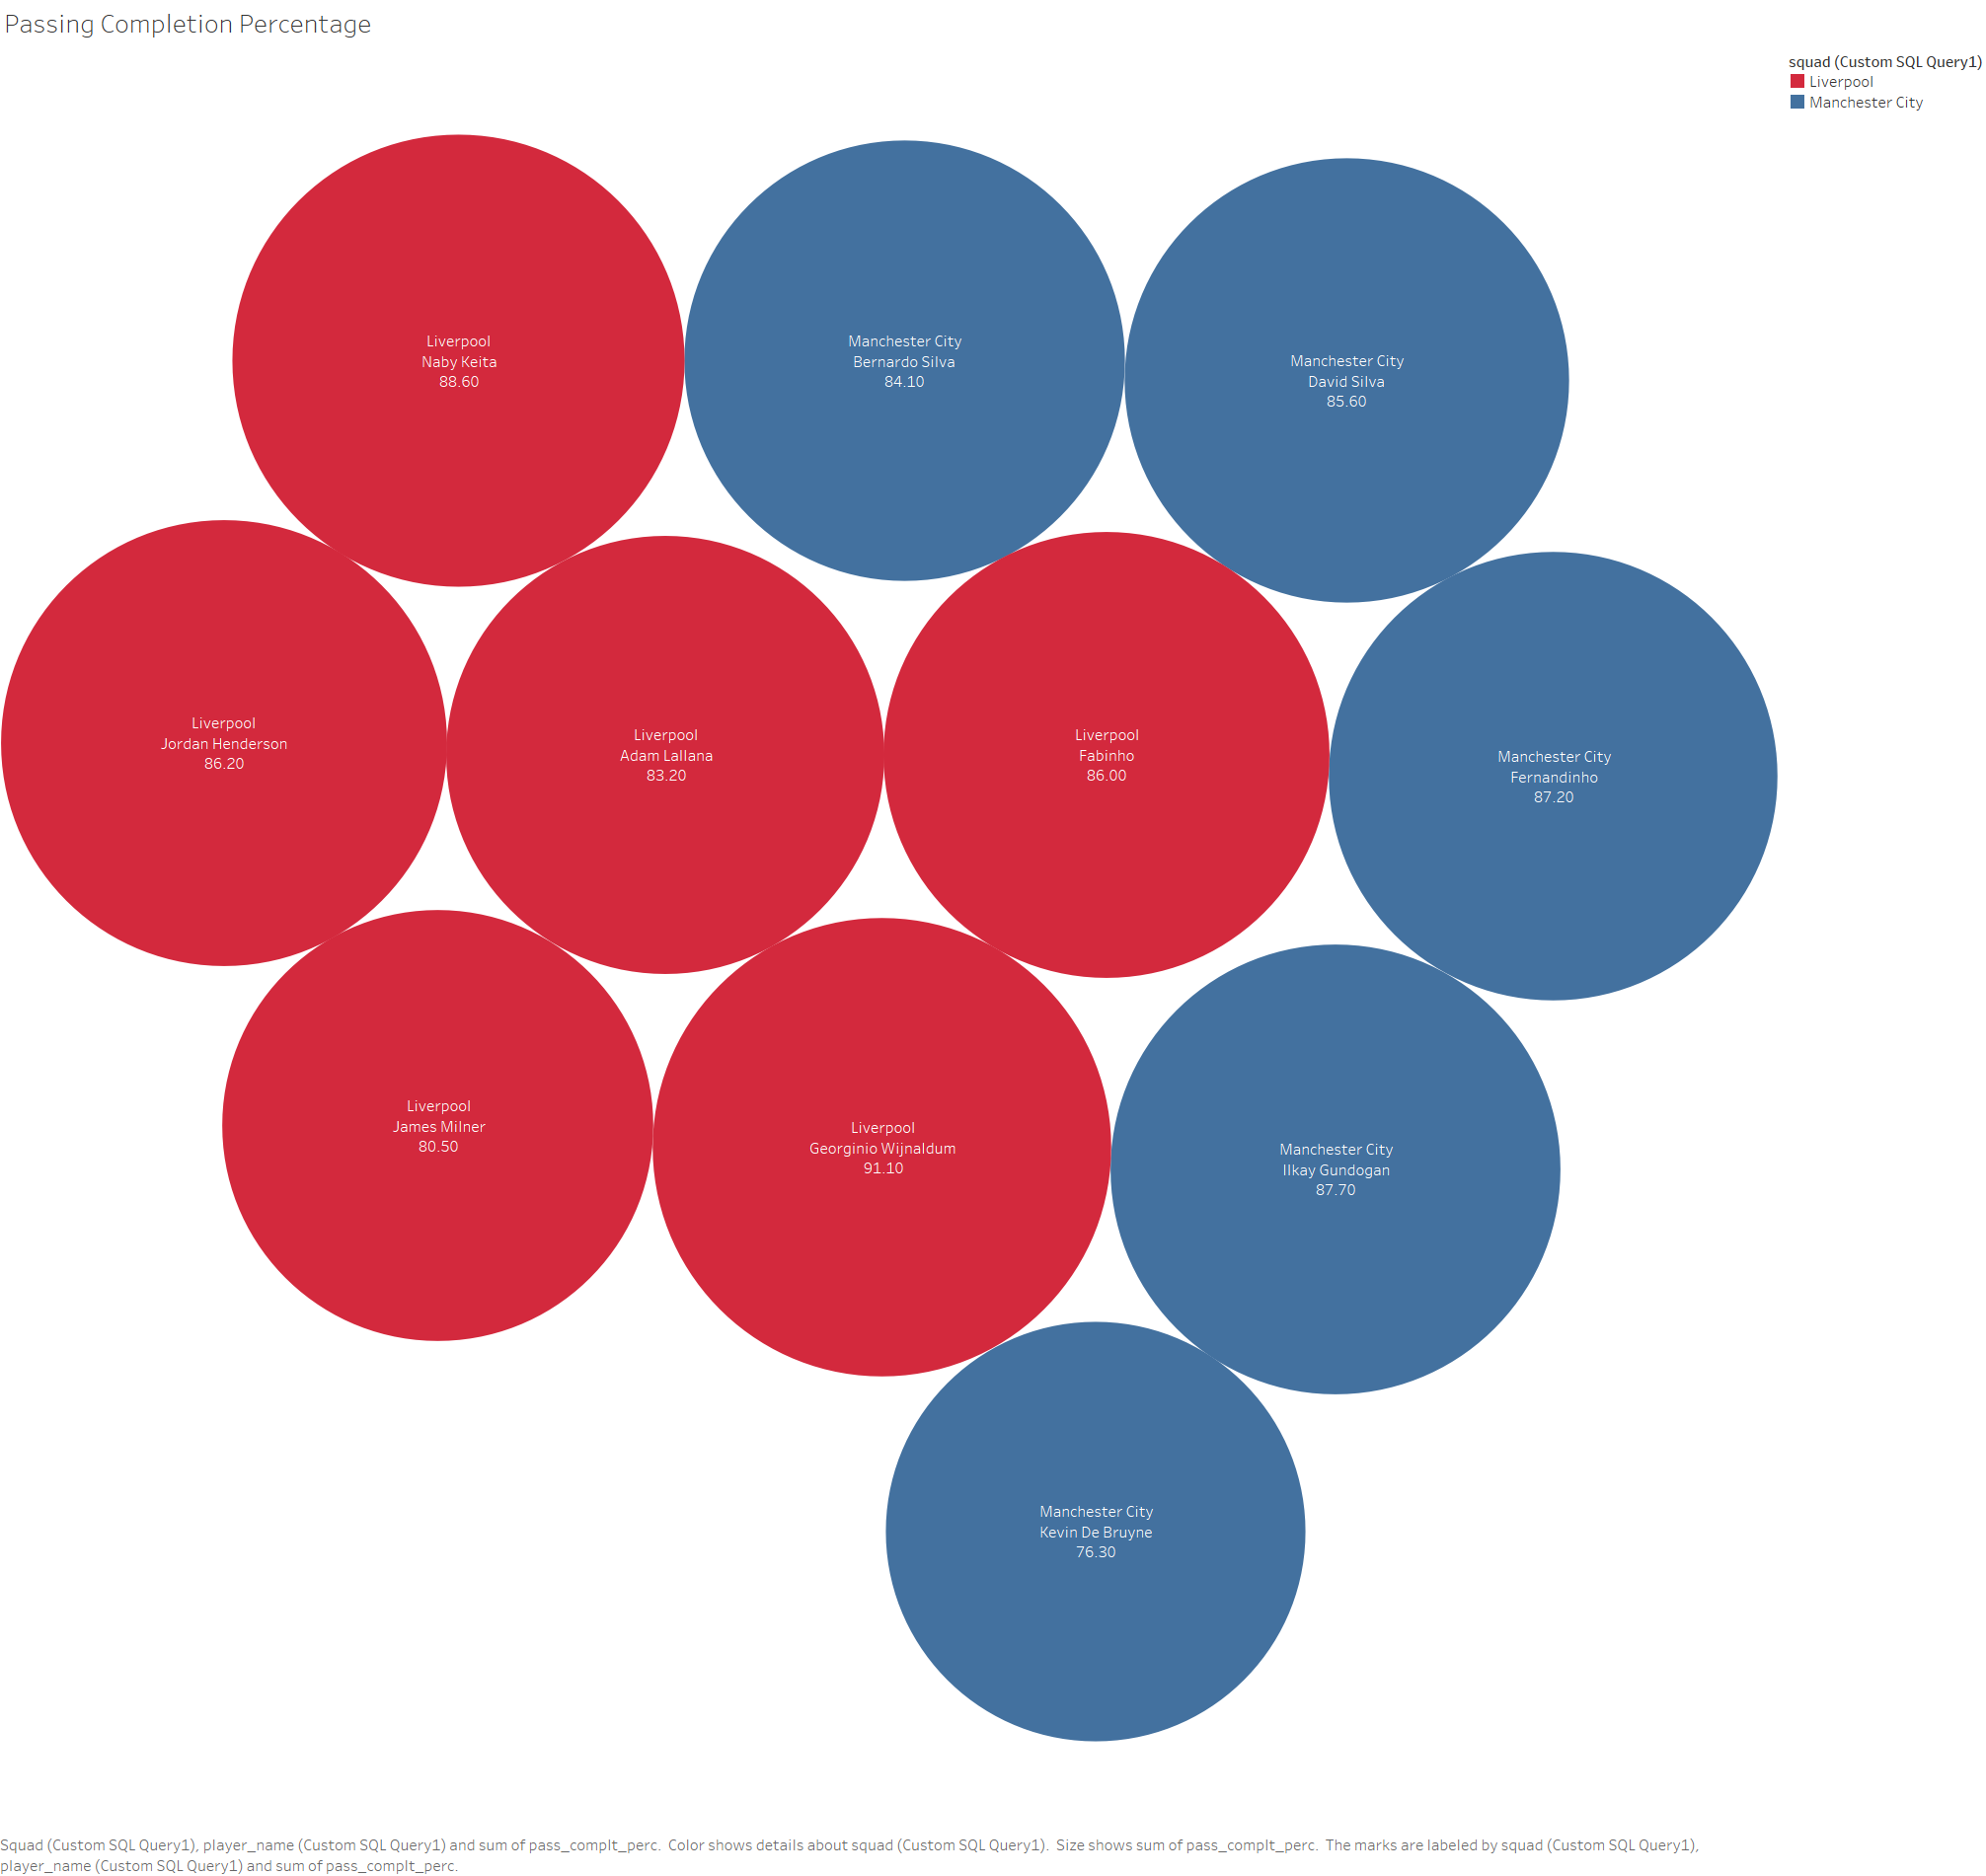 Passing Completion Percentage
squad (Custom SQL Query1)
Liverpool
Manchester City
Liverpool
Naby Keita
88.60
Manchester City
Bernardo Silva
84.10
Manchester City
David Silva
85.60
Liverpool
Jordan Henderson
86.20
Liverpool
Adam Lallana
83.20
Liverpool
Fabinho
86.00
Manchester City
Fernandinho
87.20
Liverpool
James Milner
80.50
Liverpool
Georginio Wijnaldum
91.10
Manchester City
Ilkay Gundogan
87.70
Manchester City
Kevin De Bruyne
76.30
Squad (Custom SQL Query1), player_name (Custom SQL Query1) and sum of pass_complt_perc.  Color shows details about squad (Custom SQL Query1).  Size shows sum of pass_complt_perc.  The marks are labeled by squad (Custom SQL Query1),
player_name (Custom SQL Query1) and sum of pass_complt_perc.